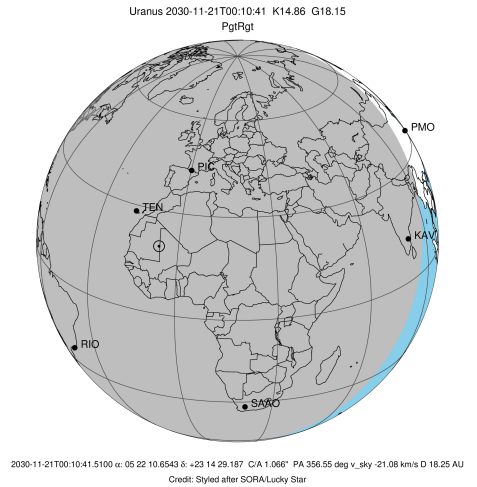 Uranus 2030-11-21T00:10:41 K14.86 G18.15
PgtRgt
PMO
PIC
TEN
KAV
RIO
SAAO
2030-11-21T00:10:41.5100 α: 05 22 10.6543 δ: +23 14 29.187 C/A 1.066" PA 356.55 deg v_sky -21.08 km/s D 18.25 AU
Credit: Styled after SORA/Lucky Star